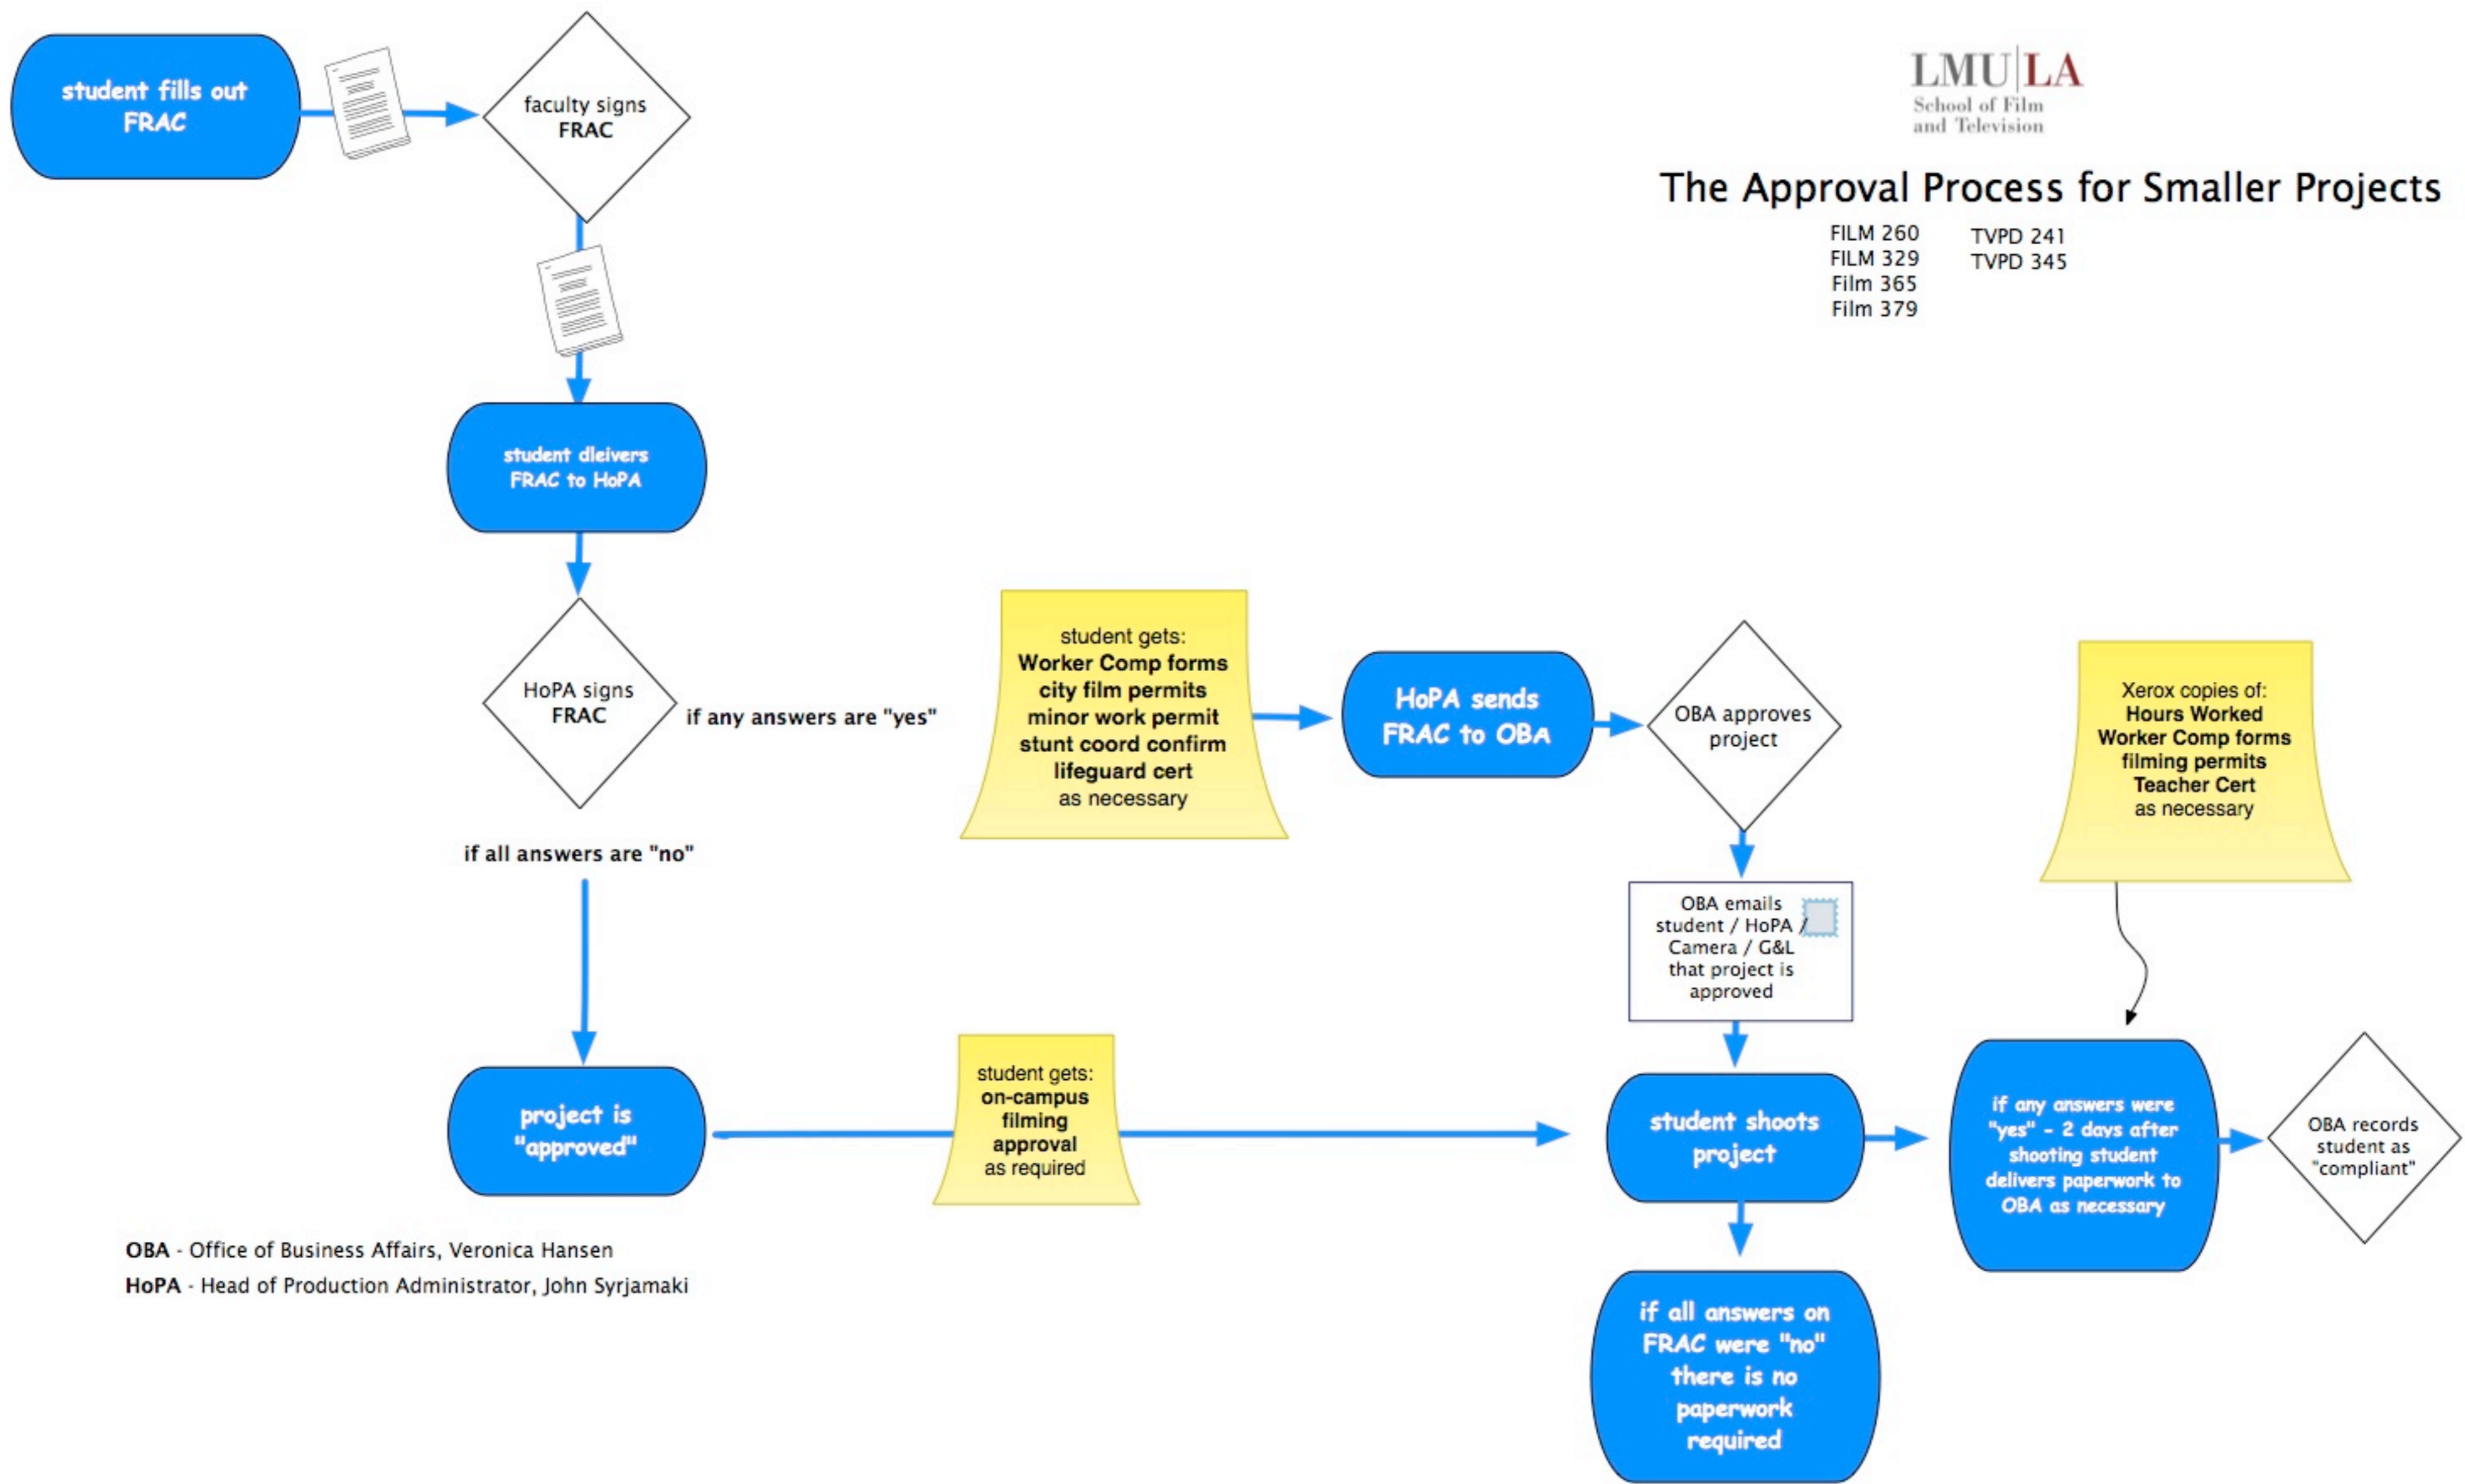 student fills out
FRAC
faculty signs
FRAC
LMU|LA
School of Film
and Television
The Approval Process for Smaller Projects
FILM 260
FILM 329
Film 365
Film 379
TVPD 241
TVPD 345
student dleivers
FRAC to HoPA
HoPA signs
FRAC
if any answers are "yes"
student gets:
Worker Comp forms
city film permits
minor work permit
stunt coord confirm
lifeguard cert
as necessary
HoPA sends
FRAC to OBA
OBA approves
project
Xerox copies of:
Hours Worked
Worker Comp forms
filming permits
Teacher Cert
as necessary
if all answers are "no"
OBA emails
student / HoPA /
Camera / G&L
that project is
approved
project is
"approved"
student gets:
on-campus
filming
approval
as required
student shoots
project
if any answers were
"yes" - 2 days after
shooting student
delivers paperwork to
OBA as necessary
OBA records
student as
"compliant"
OBA - Office of Business Affairs, Veronica Hansen
HoPA - Head of Production Administrator, John Syrjamaki
if all answers on
FRAC were "no"
there is no
paperwork
required